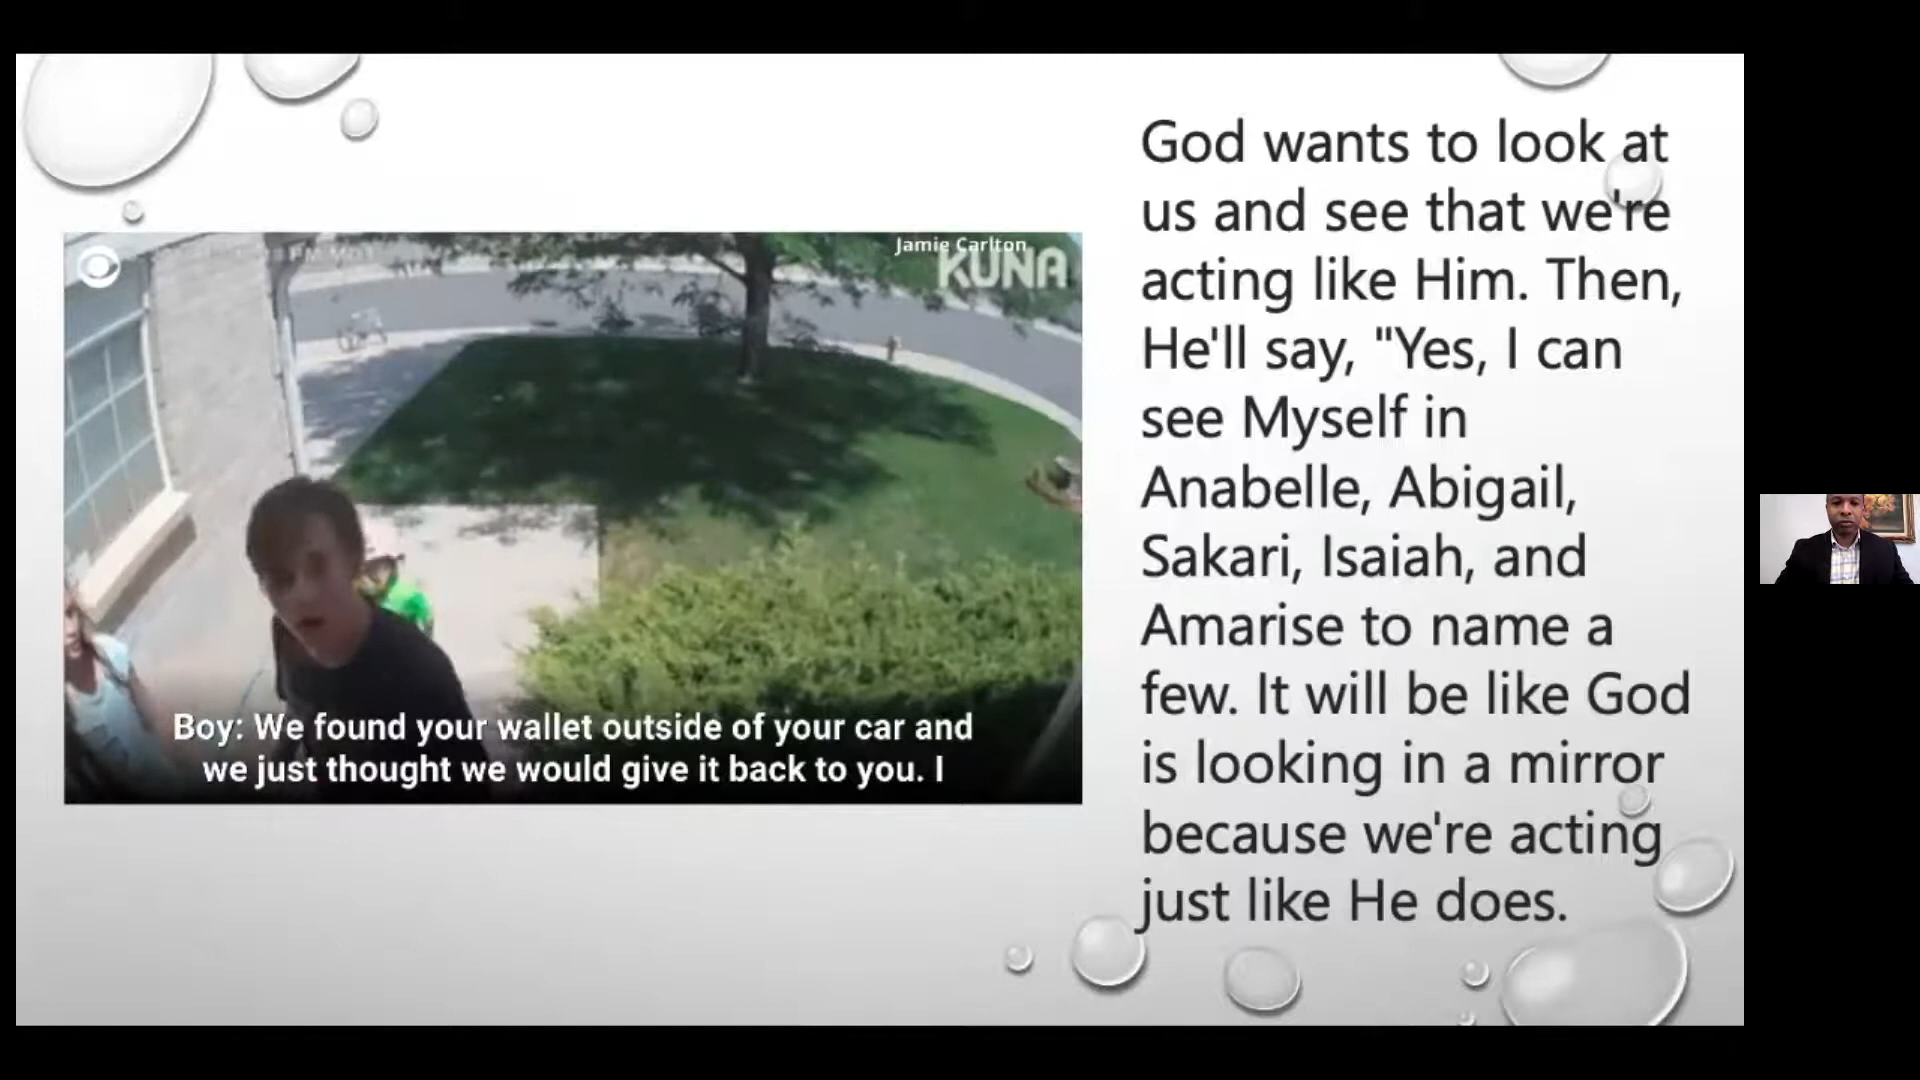 Jamie Carlton
KUNA
Boy: We found your wallet outside of your car and
we just thought we would give it back to you. I
God wants to look at
us and see that we're
acting like Him. Then,
He'll say, "Yes, I can
see Myself in
Anabelle, Abigail,
Sakari, Isaiah, and
Amarise to name a
few. It will be like God
is looking in a mirror
because we're acting
just like He does.